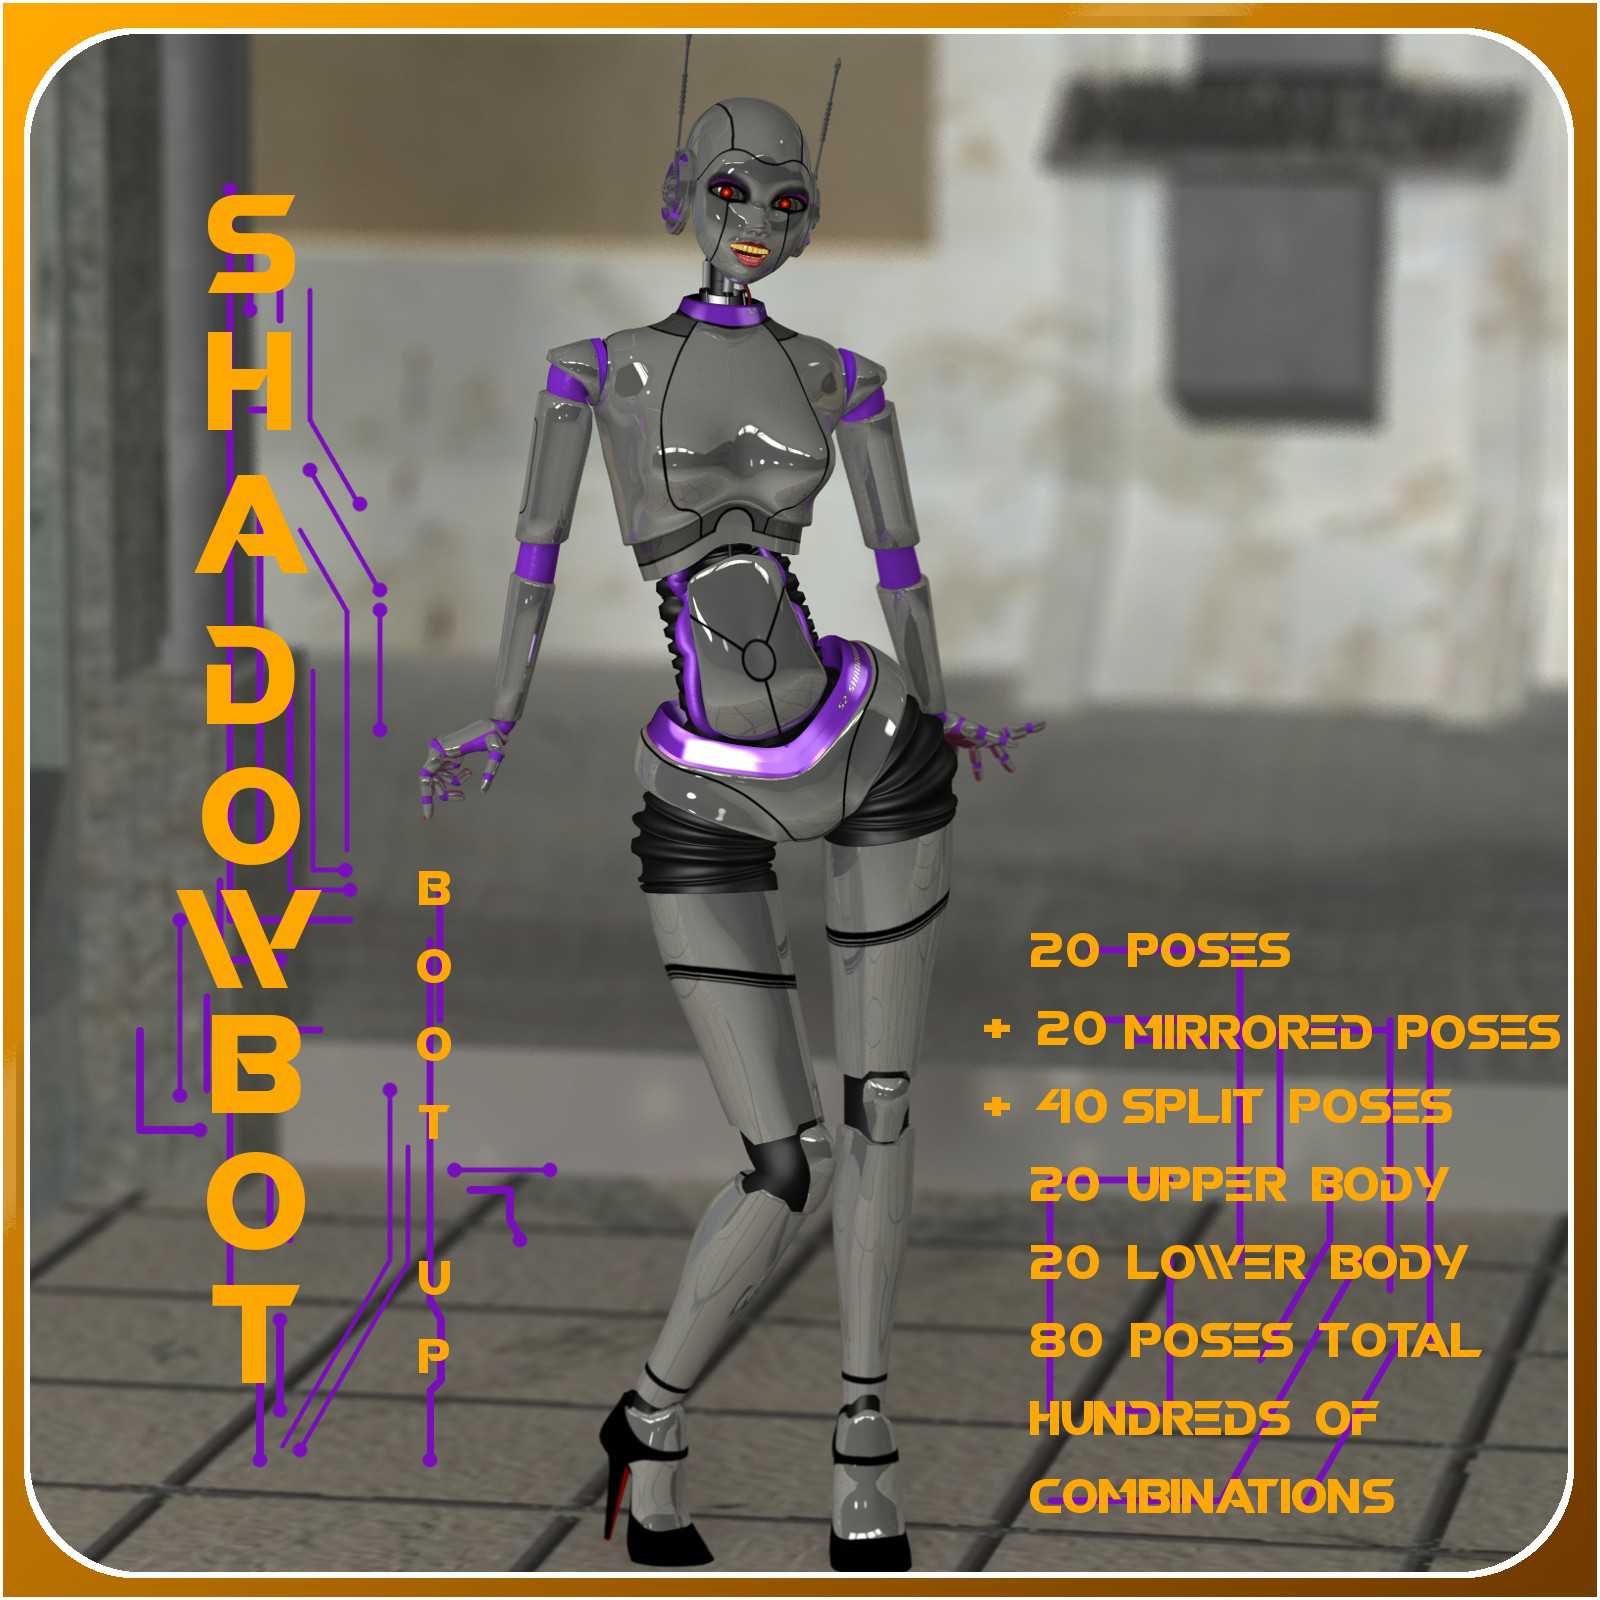 SHADOWBOT
BOOT UP
20 POSES
+ 20 MIRRORED POSES
+ 40 SPLIT POSES
20 UPPER BODY
20 LOWER BODY
80 POSES TOTAL
HUNDREDS OF
COMBINATIONS